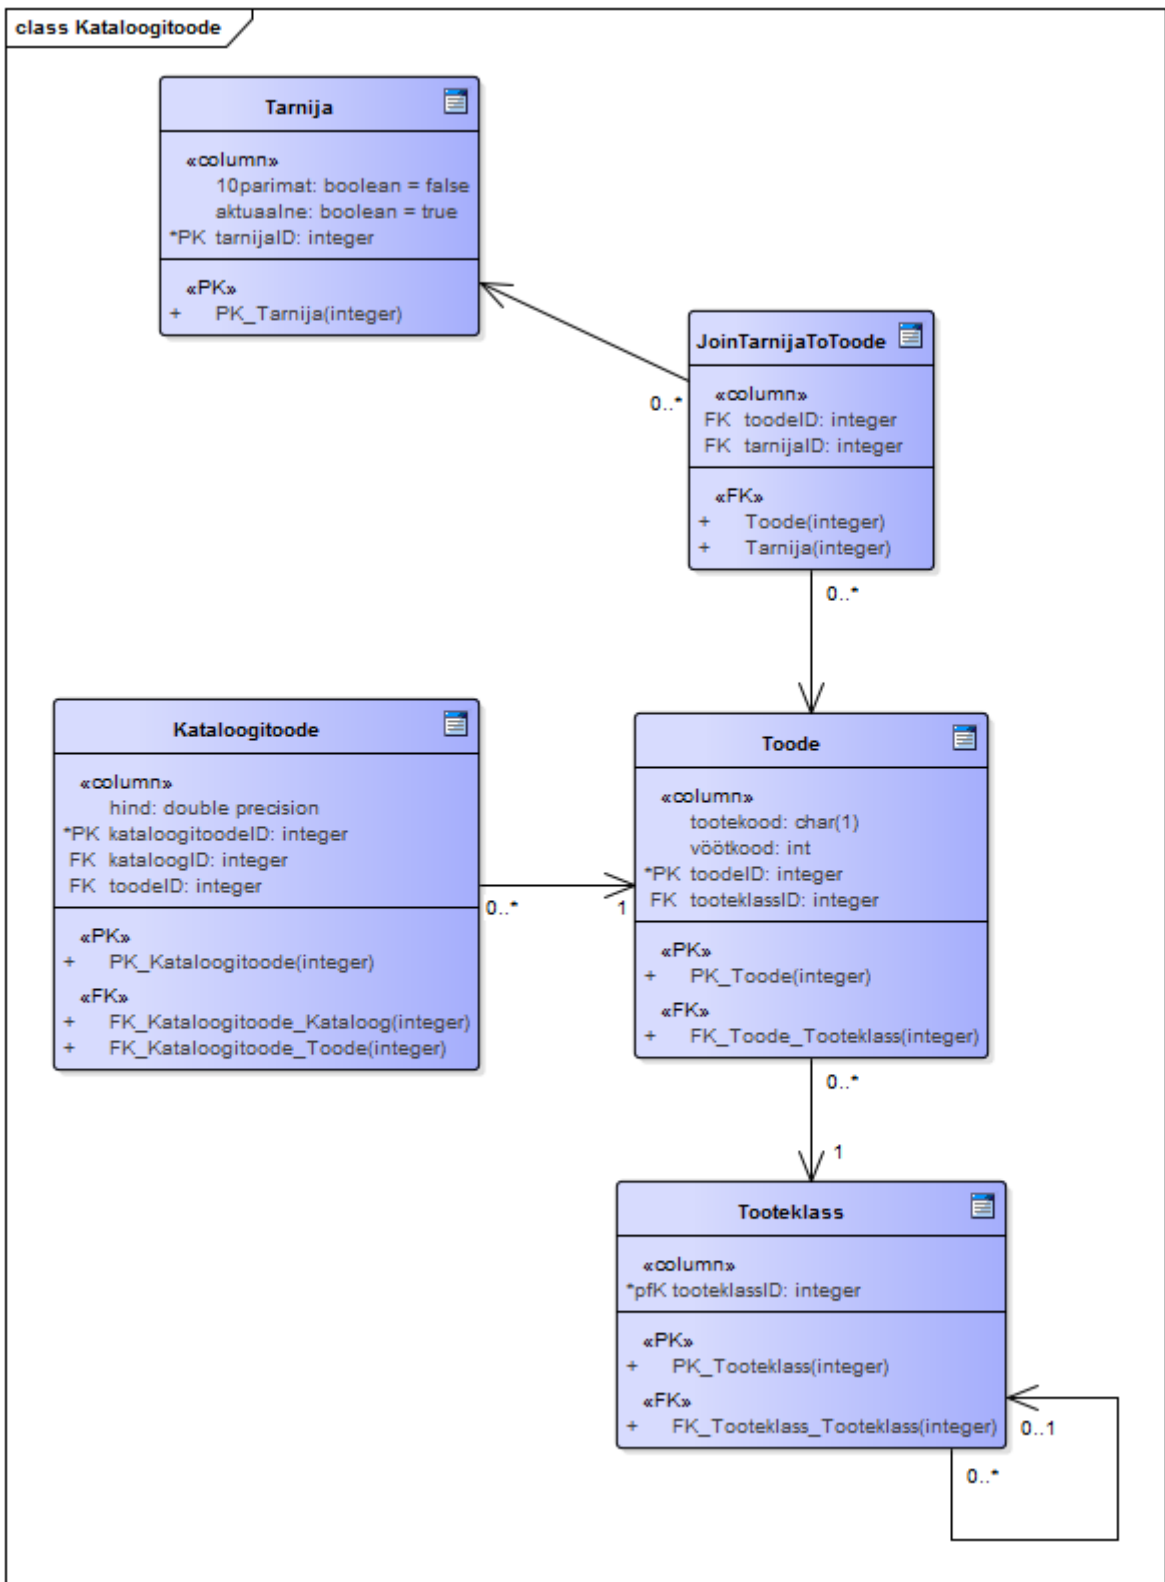 class Kataloogitoode
Tarnija
«column»
10parimat: boolean = false
aktuaalne: boolean = true
*PK tarnijaID: integer
«PK»
+ PK_Tarnija(integer)
JoinTarnijaToToode
«column»
FK toodeID: integer
FK tarnijaID: integer
«FK»
+ Toode(integer)
+ Tarnija(integer)
0..*
0..*
Kataloogitoode
«column»
hind: double precision
*PK kataloogitoodeID: integer
FK kataloogID: integer
FK toodeID: integer
«PK»
+ PK_Kataloogitoode(integer)
«FK»
+ FK_Kataloogitoode_Kataloog(integer)
+ FK_Kataloogitoode_Toode(integer)
0..*
1
Toode
«column»
tootekood: char(1)
vöötkood: int
*PK toodeID: integer
FK tooteklassID: integer
«PK»
+ PK_Toode(integer)
«FK»
+ FK_Toode_Tooteklass(integer)
0..*
1
Tooteklass
«column»
*pfK tooteklassID: integer
«PK»
+ PK_Tooteklass(integer)
«FK»
+ FK_Tooteklass_Tooteklass(integer)
0..1
0..*